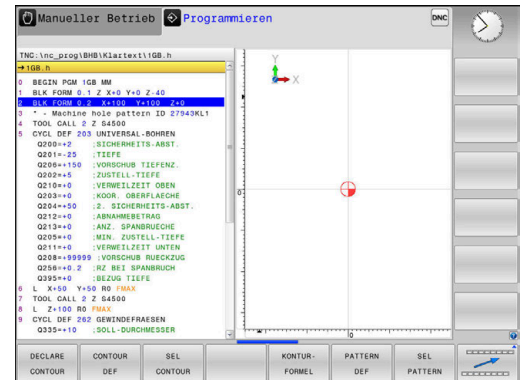 Manueller Betrieb
Programmieren
DNC
TNC:\nc_prog\BHB\Klartext\1GB.h
→1GB.h
0 BEGIN PGM 1GB MM
1 BLK FORM 0.1 Z X+0 Y+0 Z-40
2 BLK FORM 0.2 X+100 Y+100 Z+0
3 * - Machine hole pattern ID 27943KL1
4 TOOL CALL 2 Z S4500
5 CYCL DEF 203 UNIVERSAL-BOHREN
Q200=+2 ;SICHERHEITS-ABST.
Q201=-25 ;TIEFE
Q206=+150 ;VORSCHUB TIEFENZ.
Q202=+5 ;ZUSTELL-TIEFE
Q210=+0 ;VERWEILZEIT OBEN
Q203=+0 ;KOOR. OBERFLAECHE
Q204=+50 ;2. SICHERHEITS-ABST.
Q212=+0 ;ABNAHMEBETRAG
Q213=+0 ;ANZ. SPANBRUECHE
Q205=+0 ;MIN. ZUSTELL-TIEFE
Q211=+0 ;VERWEILZEIT UNTEN
Q208=+99999 ;VORSCHUB RUECKZUG
Q256=+0.2 ;RZ BEI SPANBRUCH
Q395=+0 ;BEZUG TIEFE
6 L X+50 Y+50 R0 FMAX
7 TOOL CALL 2 Z S4500
8 L Z+100 R0 FMAX
9 CYCL DEF 262 GEWINDEFRAESEN
Q335=+10 ;SOLL-DURCHMESSER
Y
X
0
0
DECLARE CONTOUR
CONTOUR DEF
SEL CONTOUR
KONTUR-FORMEL
PATTERN DEF
SEL PATTERN